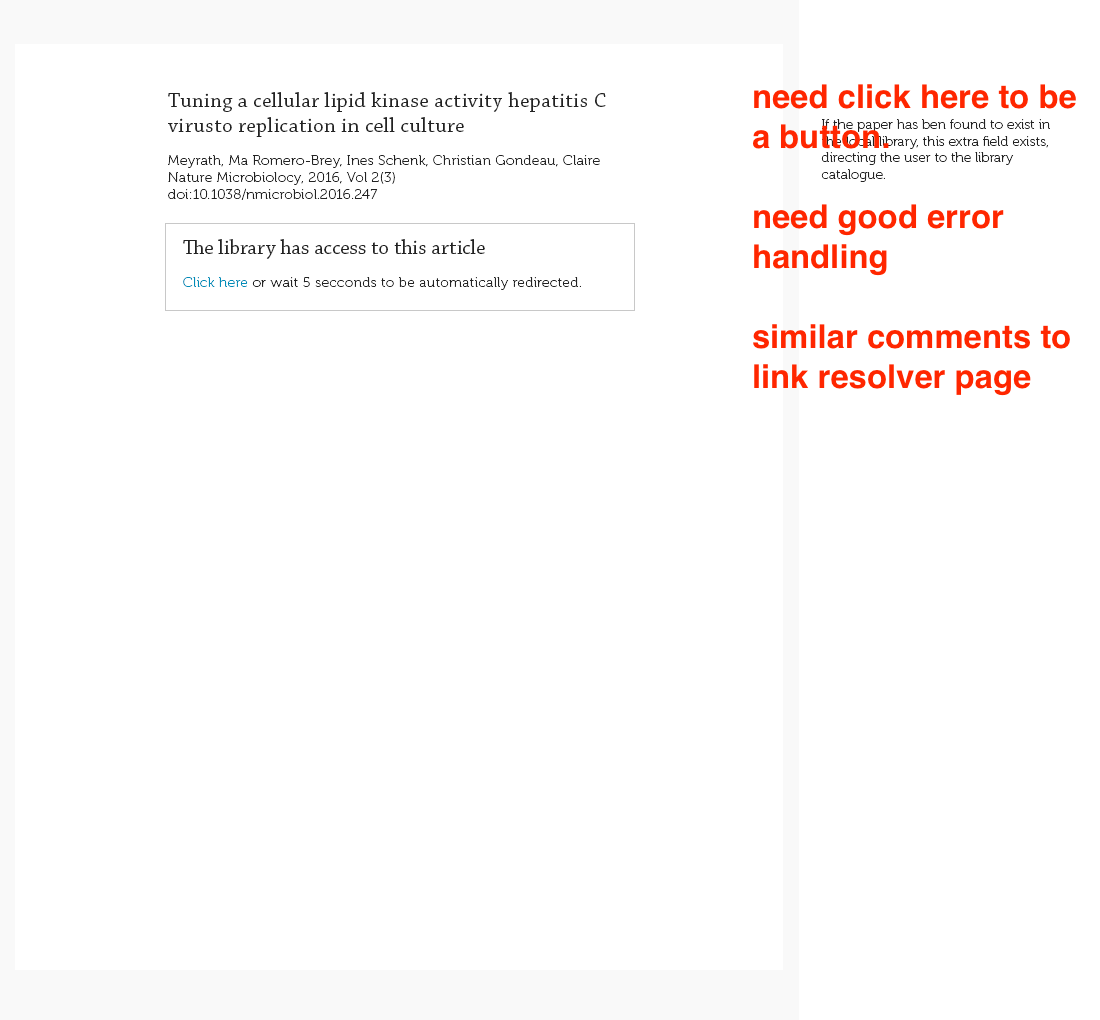 Tuning a cellular lipid kinase activity hepatitis C
virusto replication in cell culture
Meyrath, Ma Romero-Brey, Ines Schenk, Christian Gondeau, Claire
Nature Microbiolocy, 2016, Vol 2(3)
doi:10.1038/nmicrobiol.2016.247
The library has access to this article
Click here or wait 5 secconds to be automatically redirected.
need click here to be
a button.
If the paper has ben found to exist in
the local library, this extra field exists,
directing the user to the library
catalogue.
need good error
handling
similar comments to
link resolver page